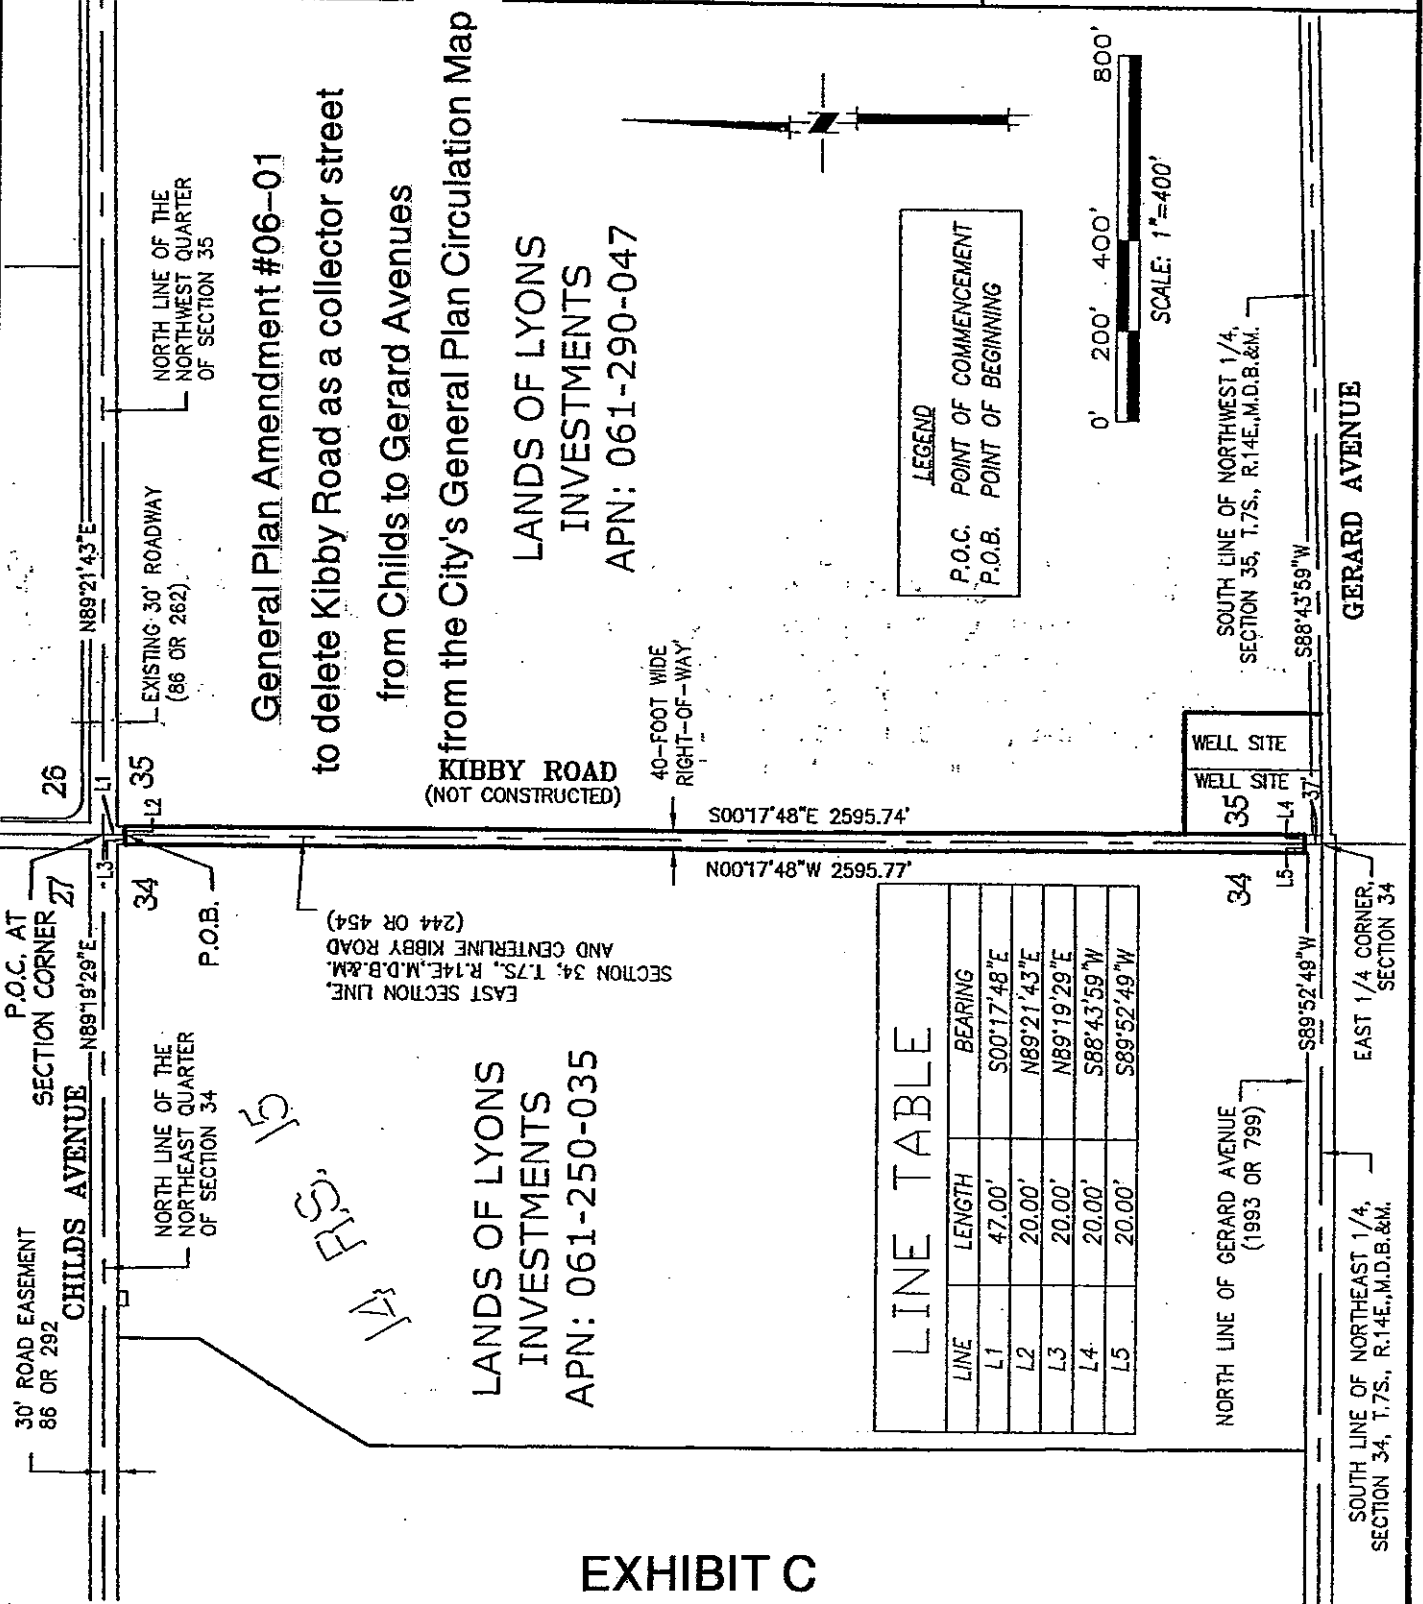 P.O.C. AT
SECTION CORNER
27
26
N89°19'29"E
N89°21'43"E
30' ROAD EASEMENT
86 OR 292
CHILDS AVENUE
L3
L1
L2
34
35
P.O.B.
EXISTING 30' ROADWAY
(86 OR 262)
NORTH LINE OF THE
NORTHEAST QUARTER
OF SECTION 34
NORTH LINE OF THE
NORTHWEST QUARTER
OF SECTION 35
General Plan Amendment #06-01
to delete Kibby Road as a collector street
from Childs to Gerard Avenues
from the City's General Plan Circulation Map
14 R.S. 15
EAST SECTION LINE,
SECTION 34; T.7S., R.14E.,M.D.B.&M.
AND CENTERLINE KIBBY ROAD
(244 OR 454)
KIBBY ROAD
(NOT CONSTRUCTED)
LANDS OF LYONS
INVESTMENTS
APN: 061-250-035
LANDS OF LYONS
INVESTMENTS
APN: 061-290-047
40-FOOT WIDE
RIGHT-OF-WAY
S00°17'48"E 2595.74'
N00°17'48"W 2595.77'
LINE TABLE
LINE LENGTH BEARING
L1 47.00' S00°17'48"E
L2 20.00' N89°21'43"E
L3 20.00' N89°19'29"E
L4 20.00' S88°43'59"W
L5 20.00' S89°52'49"W
LEGEND
P.O.C. POINT OF COMMENCEMENT
P.O.B. POINT OF BEGINNING
0' 200' 400' 800'
SCALE: 1"=400'
WELL SITE
WELL SITE
34
35
L5
L4
37'
NORTH LINE OF GERARD AVENUE
(1993 OR 799)
SOUTH LINE OF NORTHWEST 1/4,
SECTION 35, T.7S., R.14E.,M.D.B.&M.
S89°52'49"W
S88°43'59"W
EAST 1/4 CORNER,
SECTION 34
GERARD AVENUE
SOUTH LINE OF NORTHEAST 1/4,
SECTION 34, T.7S., R.14E.,M.D.B.&M.
EXHIBIT C